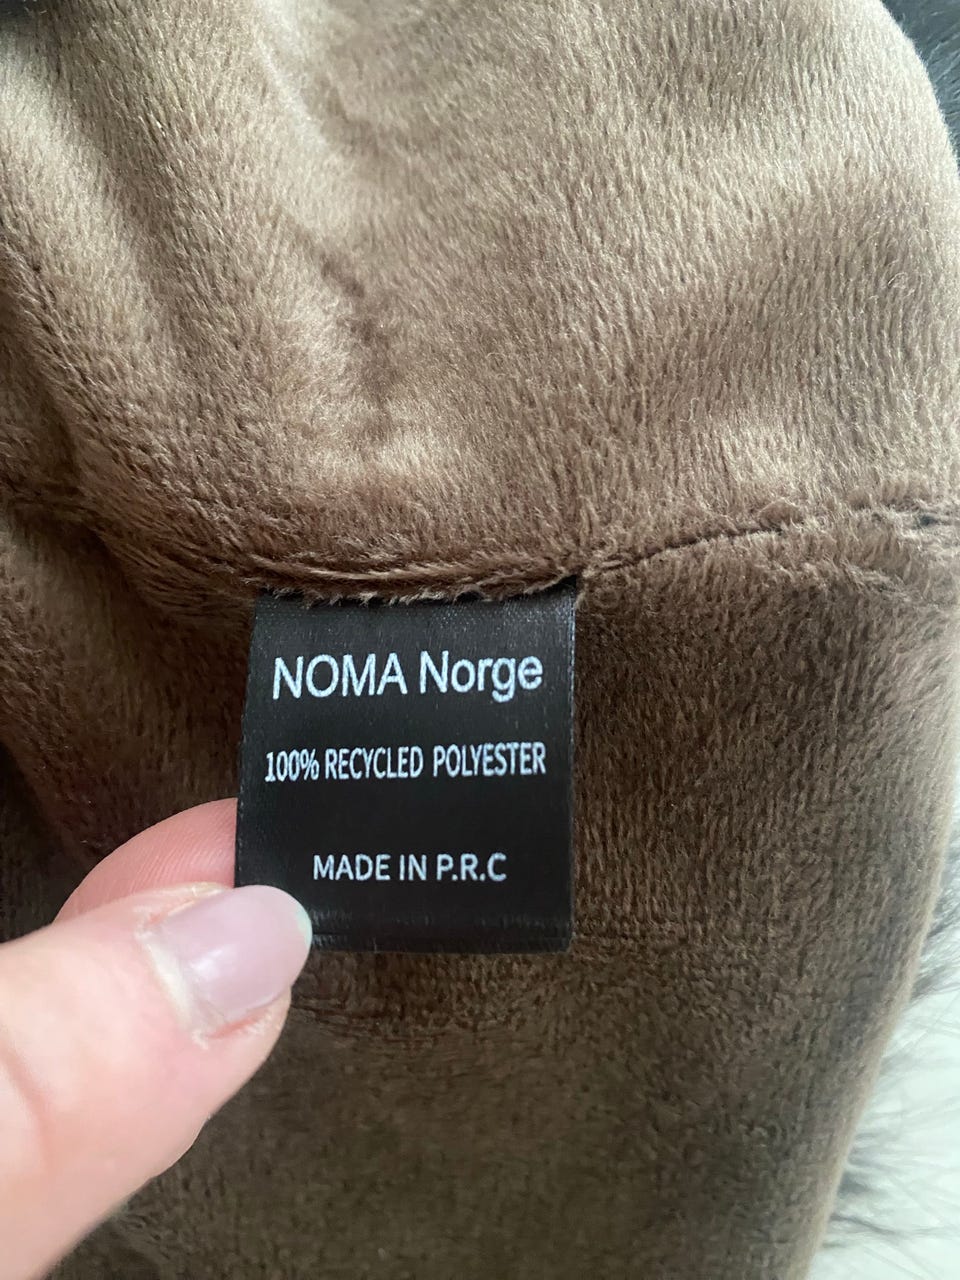 NOMA Norge
100% RECYCLED POLYESTER
MADE IN P.R.C